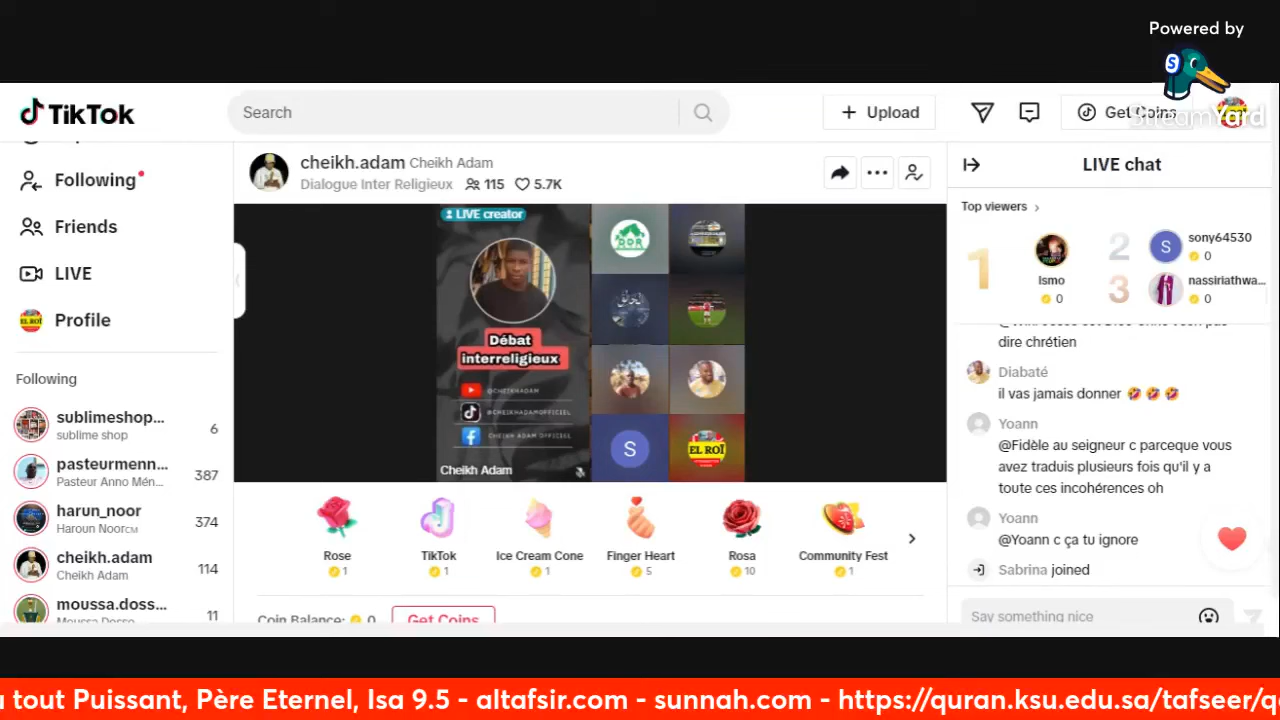 Powered by
StreamYard
TikTok
Search
Upload
Get Coins
Following
Friends
LIVE
Profile
Following
sublimeshop...
sublime shop
6
pasteurmenn...
Pasteur Anno Mén...
387
harun_noor
Haroun Noor
374
cheikh.adam
Cheikh Adam
114
moussa.doss...
Moussa Dosso
11
cheikh.adam Cheikh Adam
Dialogue Inter Religieux 115 5.7K
LIVE creator
Débat
interreligieux
@CHEIKHADAM
@CHEIKHADAMOFFICIEL
CHEIKH ADAM OFFICIEL
Cheikh Adam
DDR
S
EL ROÏ
Rose
1
TikTok
1
Ice Cream Cone
1
Finger Heart
5
Rosa
10
Community Fest
1
Coin Balance: 0 Get Coins
LIVE chat
Top viewers
1
Ismo
0
2
S
sony64530
0
3
nassiriathwa...
0
dire chrétien
Diabaté
il vas jamais donner 🤣 🤣 🤣
Yoann
@Fidèle au seigneur c parceque vous
avez traduis plusieurs fois qu'il y a
toute ces incohérences oh
Yoann
@Yoann c ça tu ignore
Sabrina joined
Say something nice
tout Puissant, Père Eternel, Isa 9.5 - altafsir.com - sunnah.com - https://quran.ksu.edu.sa/tafseer/q